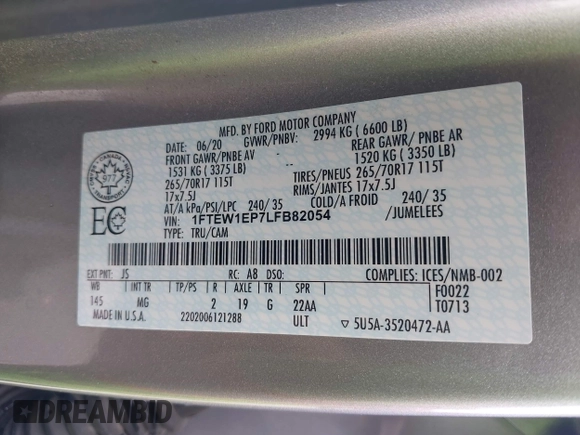 MFD. BY FORD MOTOR COMPANY
DATE: 06/20 GVWR/PNBV: 2994 KG ( 6600 LB)
FRONT GAWR/PNBE AV REAR GAWR/ PNBE AR
1531 KG ( 3375 LB) 1520 KG ( 3350 LB)
265/70R17 115T TIRES/PNEUS 265/70R17 115T
17x7.5J RIMS/JANTES 17x7.5J
AT/A kPa/PSI/LPC 240/ 35 COLD/A FROID 240/ 35
VIN: 1FTEW1EP7LFB82054 /JUMELEES
TYPE: TRU/CAM
CANADA
977
TRANSPORT
EC
EXT PNT: JS RC: A8 DSO: COMPLIES: ICES/NMB-002
WB INT TR TP/PS R AXLE TR SPR F0022
145 MG 2 19 G 22AA T0713
MADE IN U.S.A. 2202006121288 ULT 5U5A-3520472-AA
DREAMBID